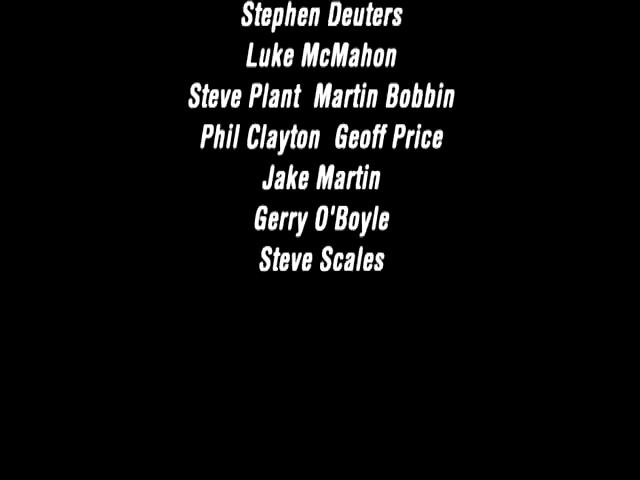 Stephen Deuters
Luke McMahon
Steve Plant  Martin Bobbin
Phil Clayton  Geoff Price
Jake Martin
Gerry O'Boyle
Steve Scales